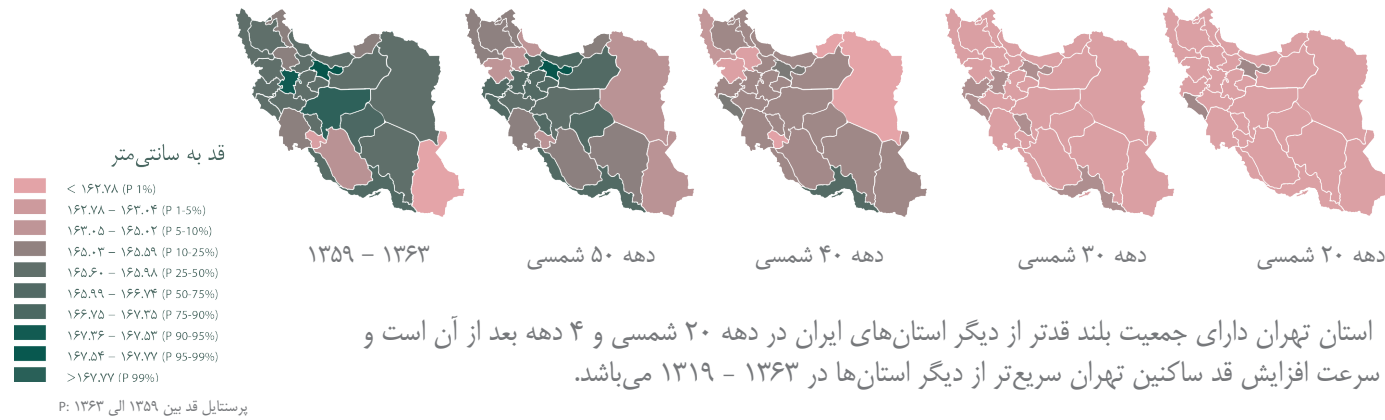 قد به سانتی‌متر
< ۱۶۲.۷۸ (P 1%)
۱۶۲.۷۸ – ۱۶۳.۰۴ (P 1-5%)
۱۶۳.۰۵ – ۱۶۵.۰۲ (P 5-10%)
۱۶۵.۰۳ – ۱۶۵.۵۹ (P 10-25%)
۱۶۵.۶۰ – ۱۶۵.۹۸ (P 25-50%)
۱۶۵.۹۹ – ۱۶۶.۷۴ (P 50-75%)
۱۶۶.۷۵ – ۱۶۷.۳۵ (P 75-90%)
۱۶۷.۳۶ – ۱۶۷.۵۳ (P 90-95%)
۱۶۷.۵۴ – ۱۶۷.۷۷ (P 95-99%)
>۱۶۷.۷۷ (P 99%)
پرسنتایل قد بین ۱۳۵۹ الی ۱۳۶۳ :P
۱۳۵۹ – ۱۳۶۳
دهه ۵۰ شمسی
دهه ۴۰ شمسی
دهه ۳۰ شمسی
دهه ۲۰ شمسی
استان تهران دارای جمعیت بلند قدتر از دیگر استان‌های ایران در دهه ۲۰ شمسی و ۴ دهه بعد از آن است و
سرعت افزایش قد ساکنین تهران سریع‌تر از دیگر استان‌ها در ۱۳۶۳ – ۱۳۱۹ می‌باشد.